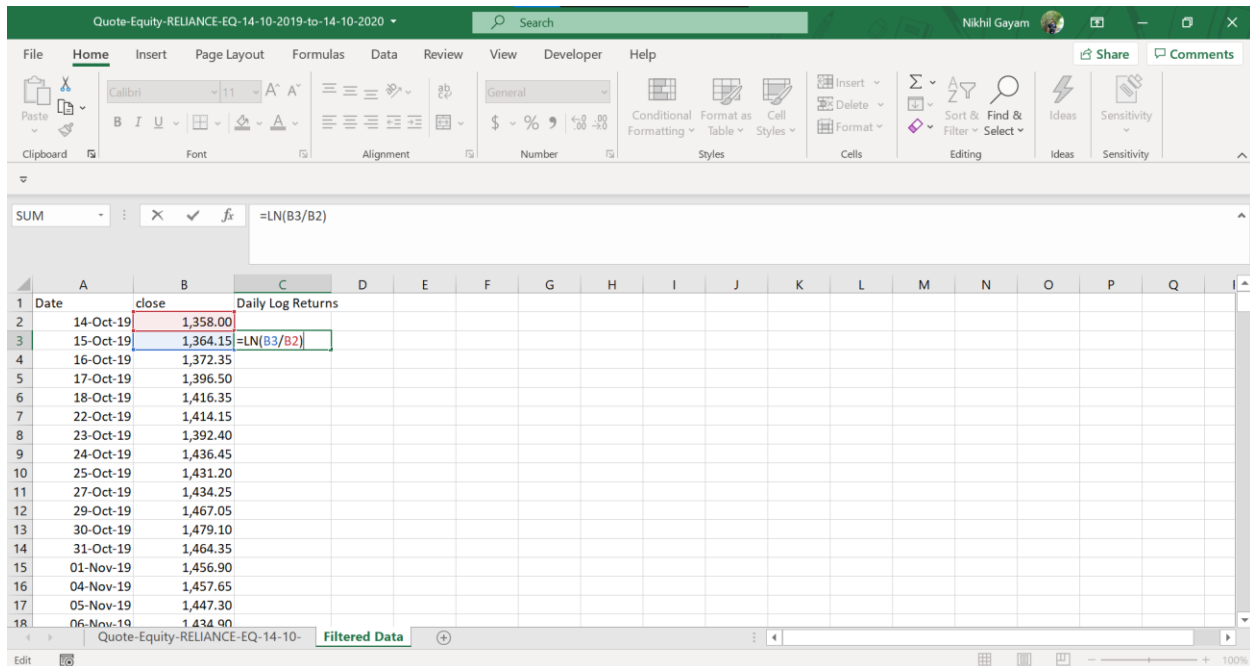 Quote-Equity-RELIANCE-EQ-14-10-2019-to-14-10-2020 Search Nikhil Gayam
File Home Insert Page Layout Formulas Data Review View Developer Help Share Comments
Paste Calibri 11 A^ A˅ ab General Conditional Formatting Format as Table Cell Styles Insert Delete Format Sort & Filter Find & Select Ideas Sensitivity
B I U A $ % 9
Clipboard Font Alignment Number Styles Cells Editing Ideas Sensitivity
SUM fx =LN(B3/B2)
A B C D E F G H I J K L M N O P Q
1 Date close Daily Log Returns
2 14-Oct-19 1,358.00
3 15-Oct-19 1,364.15 =LN(B3/B2)
4 16-Oct-19 1,372.35
5 17-Oct-19 1,396.50
6 18-Oct-19 1,416.35
7 22-Oct-19 1,414.15
8 23-Oct-19 1,392.40
9 24-Oct-19 1,436.45
10 25-Oct-19 1,431.20
11 27-Oct-19 1,434.25
12 29-Oct-19 1,467.05
13 30-Oct-19 1,479.10
14 31-Oct-19 1,464.35
15 01-Nov-19 1,456.90
16 04-Nov-19 1,457.65
17 05-Nov-19 1,447.30
18 06-Nov-19 1,434.90
Quote-Equity-RELIANCE-EQ-14-10- Filtered Data
Edit 100%